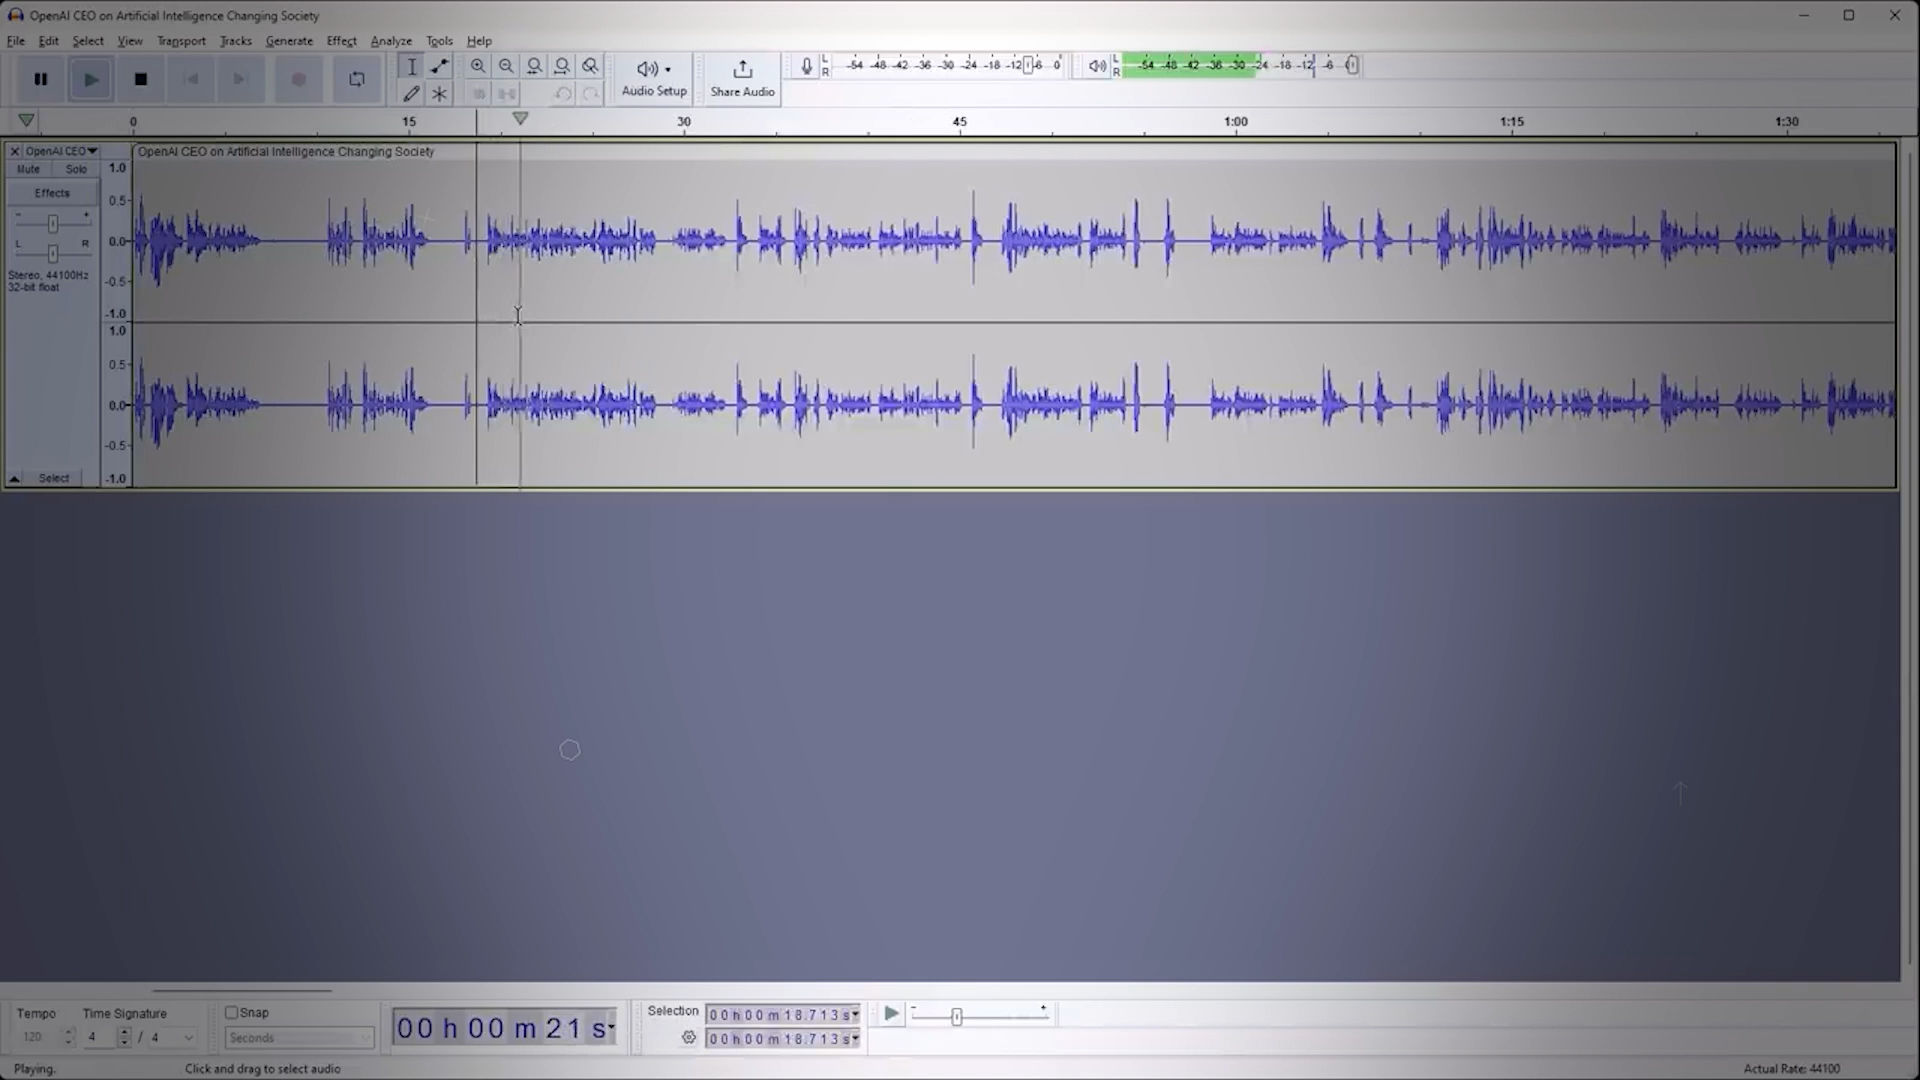 OpenAI CEO on Artificial Intelligence Changing Society
File Edit Select View Transport Tracks Generate Effect Analyze Tools Help
Audio Setup
Share Audio
L
R
-54 -48 -42 -36 -30 -24 -18 -12 -6 0
L
R
-54 -48 -42 -36 -30 -24 -18 -12 -6
0 15 30 45 1:00 1:15 1:30
OpenAI CEO
OpenAI CEO on Artificial Intelligence Changing Society
Mute Solo
Effects
- +
L R
Stereo, 44100Hz
32-bit float
Select
1.0
0.5
0.0
-0.5
-1.0
1.0
0.5
0.0
-0.5
-1.0
Tempo
120
Time Signature
4 / 4
Snap
Seconds
00 h 00 m 21 s
Selection
00h00m18.713s
00h00m18.713s
- +
Playing.
Click and drag to select audio
Actual Rate: 44100